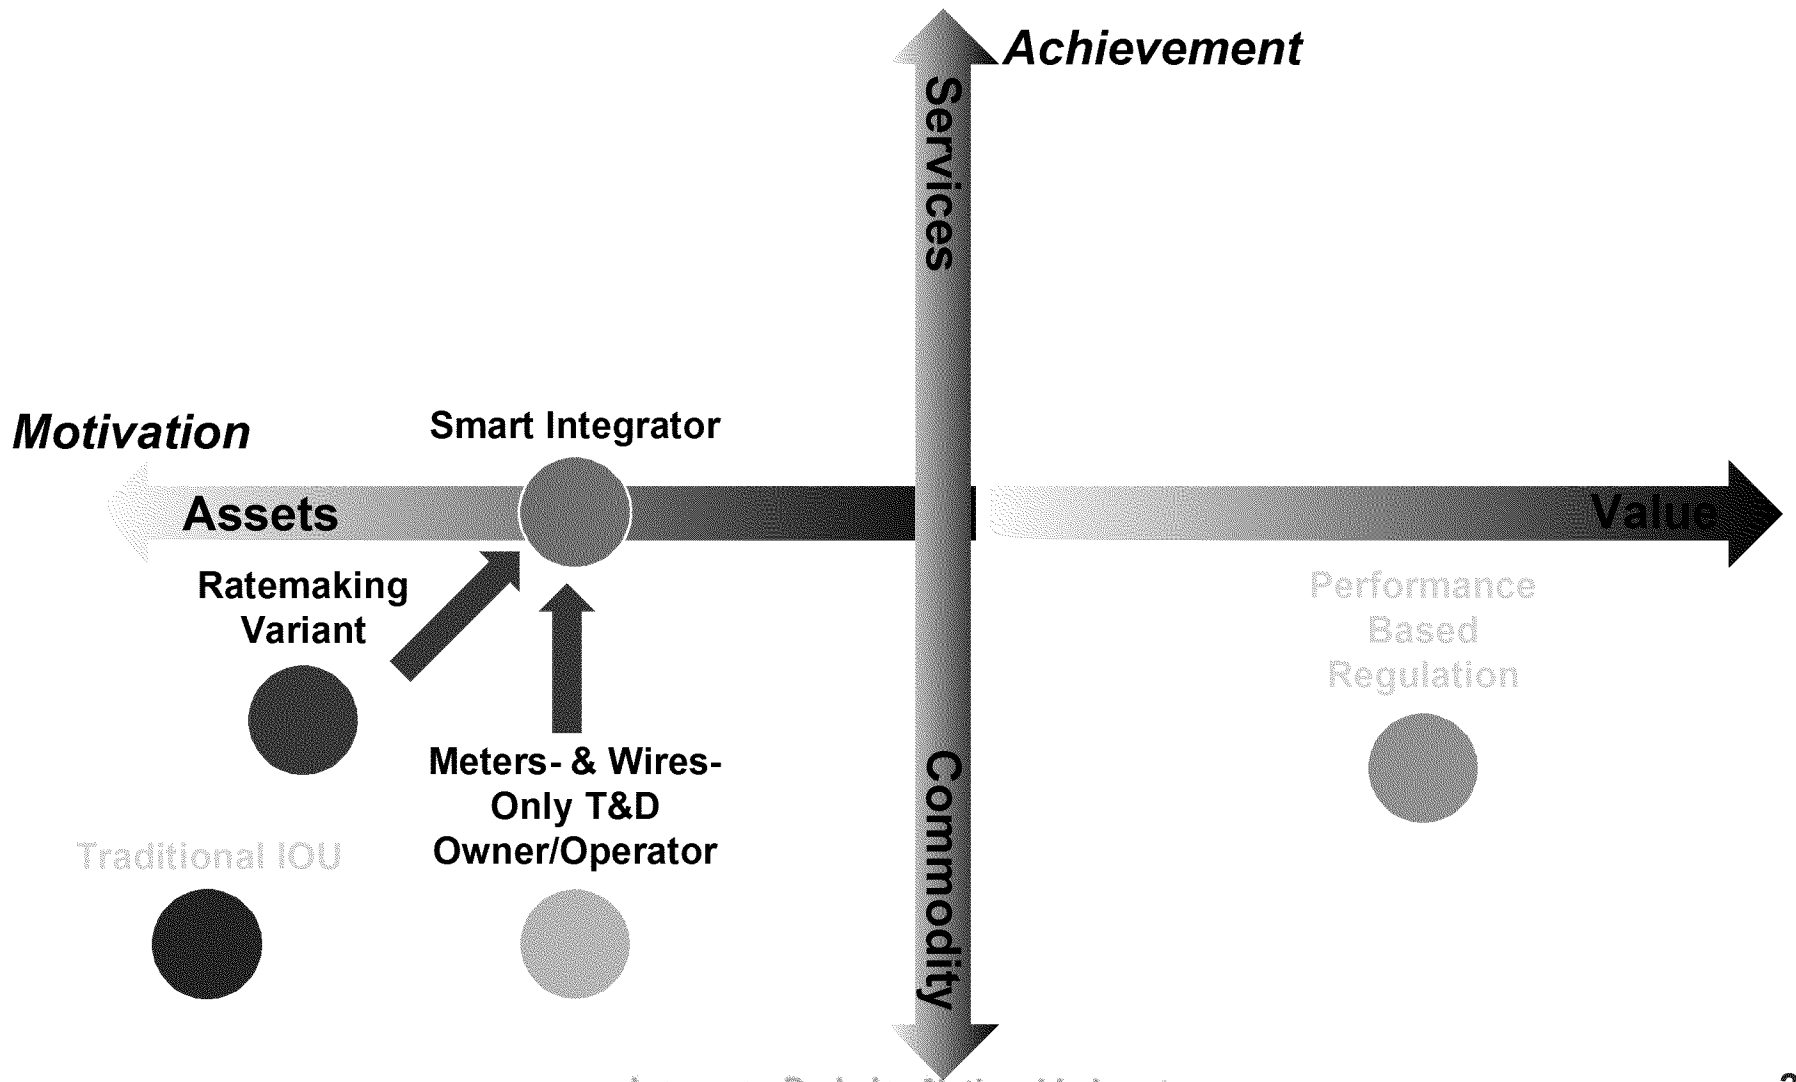 Achievement
Services
Motivation
Smart Integrator
Assets
Value
Ratemaking
Variant
Performance
Based
Regulation
Meters- & Wires-
Only T&D
Owner/Operator
Commodity
Traditional IOU